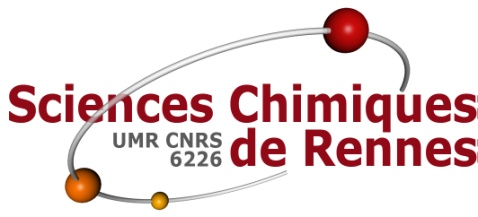 Sciences Chimiques
UMR CNRS
6226
de Rennes